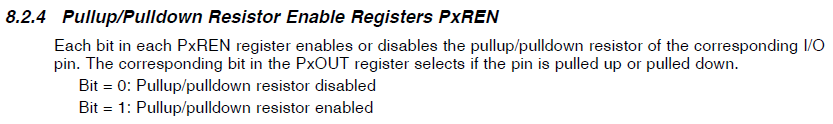 8.2.4 Pullup/Pulldown Resistor Enable Registers PxREN
Each bit in each PxREN register enables or disables the pullup/pulldown resistor of the corresponding I/O
pin. The corresponding bit in the PxOUT register selects if the pin is pulled up or pulled down.
Bit = 0: Pullup/pulldown resistor disabled
Bit = 1: Pullup/pulldown resistor enabled